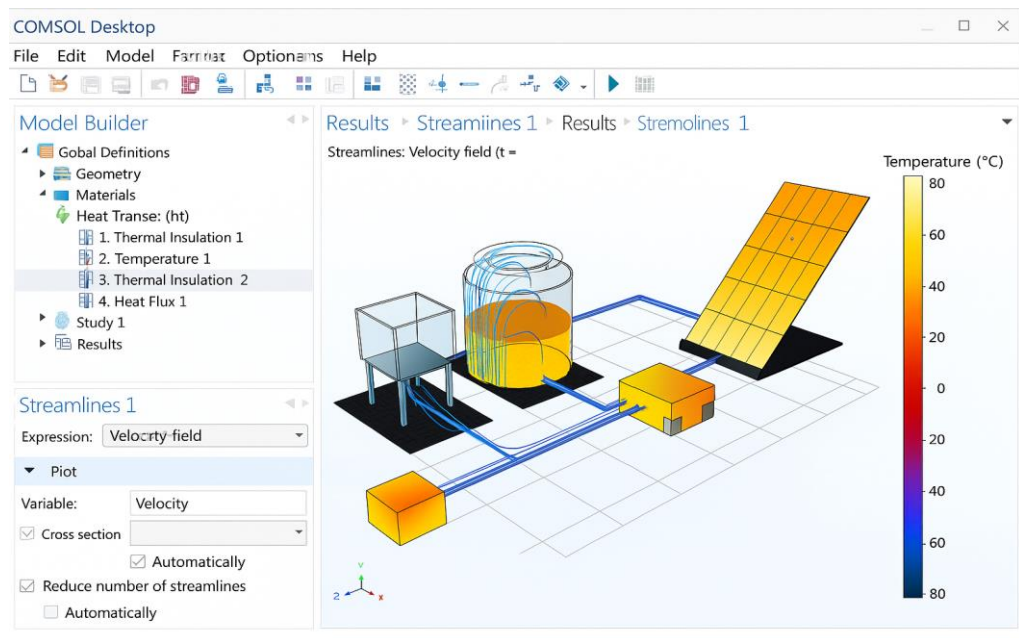 COMSOL Desktop
File Edit Model Help
Model Builder
Gobal Definitions
Geometry
Materials
Heat Transe: (ht)
1. Thermal Insulation 1
2. Temperature 1
3. Thermal Insulation 2
4. Heat Flux 1
Study 1
Results
Streamlines 1
Expression: Velocrty field
Piot
Variable: Velocity
Cross section
Automatically
Reduce number of streamlines
Automatically
Results Streamiines 1 Results Stremolines 1
Streamlines: Velocity field (t =
Temperature (°C)
80
60
40
20
0
20
40
60
80
v
2 x